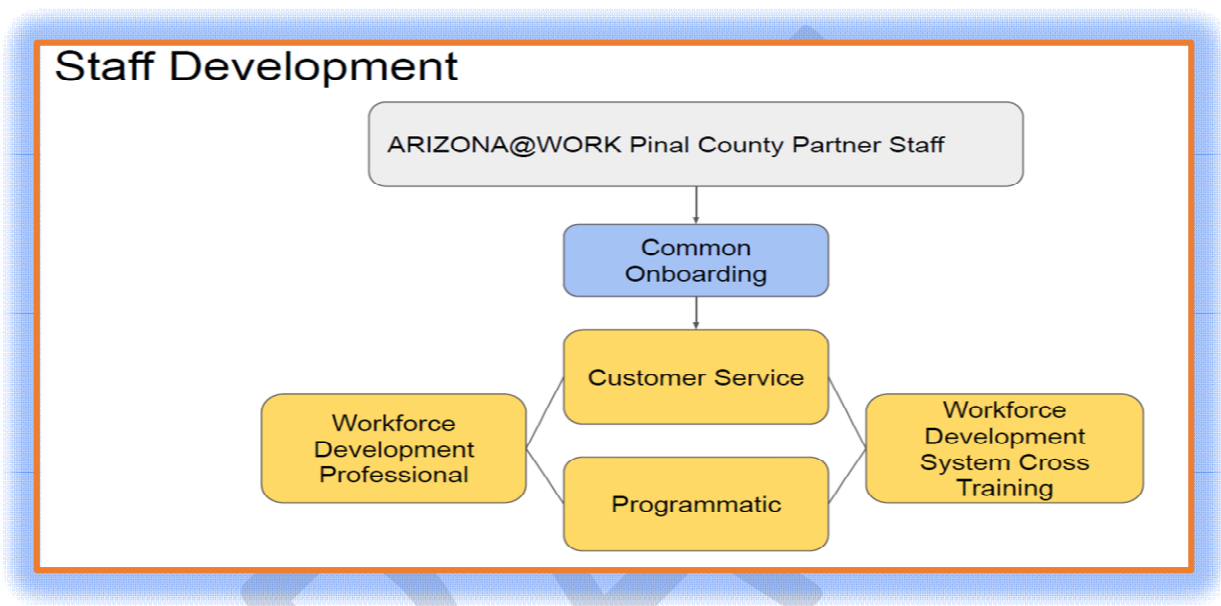 Staff Development
ARIZONA@WORK Pinal County Partner Staff
Common
Onboarding
Customer Service
Workforce
Development
Professional
Workforce
Development
System Cross
Training
Programmatic